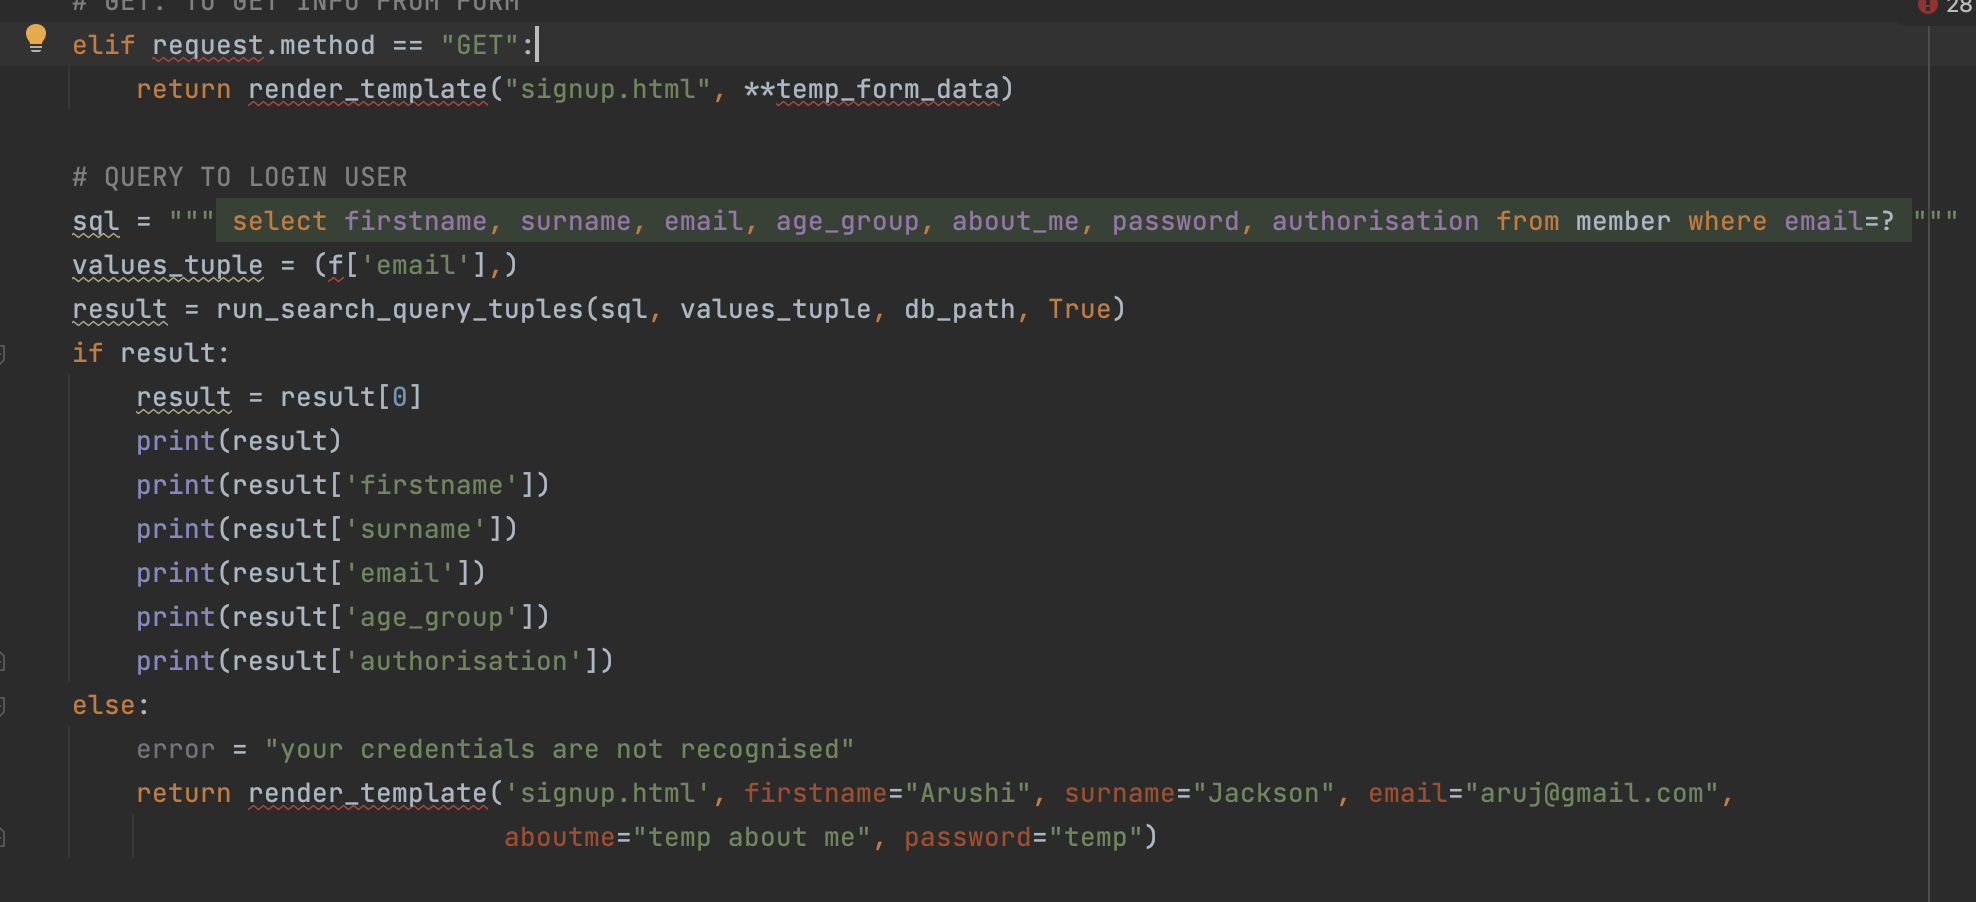 # GET: TO GET INFO FROM FORM
28
elif request.method == "GET":
return render_template("signup.html", **temp_form_data)
# QUERY TO LOGIN USER
sql = """ select firstname, surname, email, age_group, about_me, password, authorisation from member where email=? """
values_tuple = (f['email'],)
result = run_search_query_tuples(sql, values_tuple, db_path, True)
if result:
result = result[0]
print(result)
print(result['firstname'])
print(result['surname'])
print(result['email'])
print(result['age_group'])
print(result['authorisation'])
else:
error = "your credentials are not recognised"
return render_template('signup.html', firstname="Arushi", surname="Jackson", email="aruj@gmail.com",
aboutme="temp about me", password="temp")